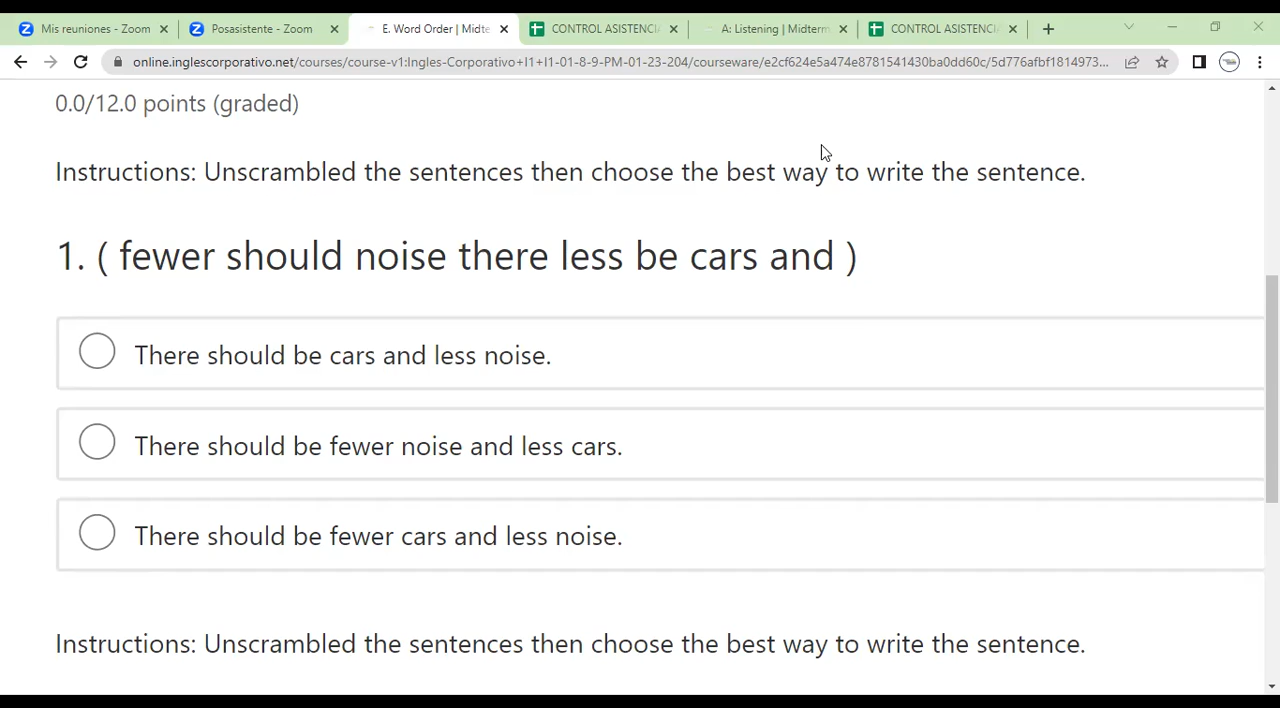 Mis reuniones - Zoom
Posasistente - Zoom
E. Word Order | Midte
CONTROL ASISTENCI
A: Listening | Midterm
CONTROL ASISTENCI
online.inglescorporativo.net/courses/course-v1:Ingles-Corporativo+I1+I1-01-8-9-PM-01-23-204/courseware/e2cf624e5a474e8781541430ba0dd60c/5d776afbf1814973...
0.0/12.0 points (graded)
Instructions: Unscrambled the sentences then choose the best way to write the sentence.
1. ( fewer should noise there less be cars and )
There should be cars and less noise.
There should be fewer noise and less cars.
There should be fewer cars and less noise.
Instructions: Unscrambled the sentences then choose the best way to write the sentence.